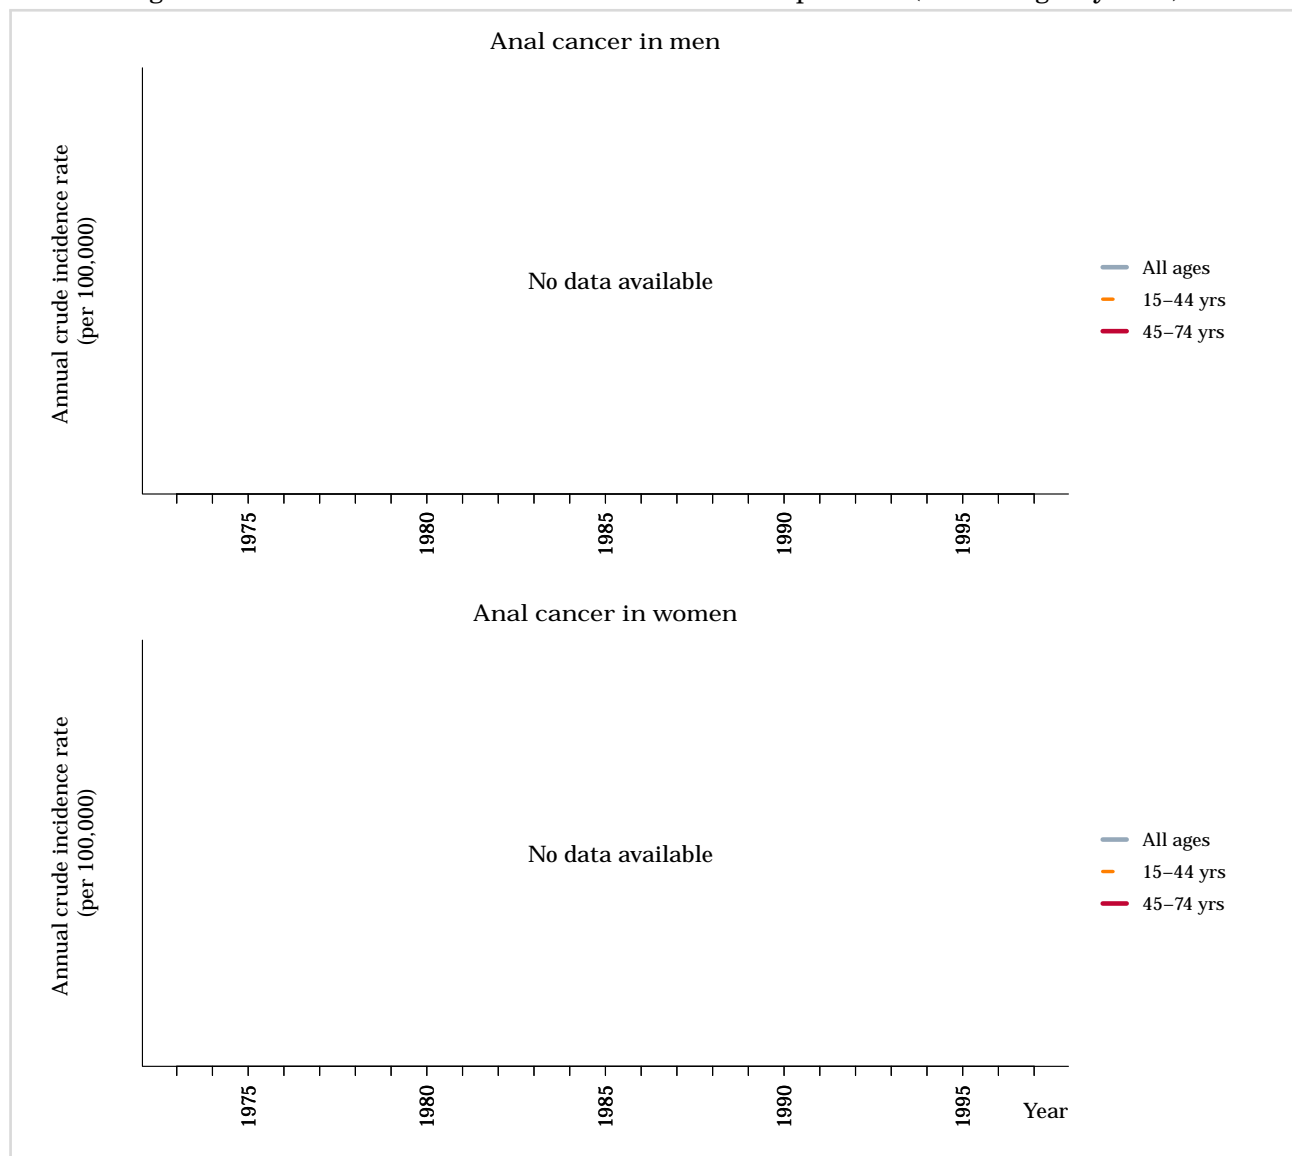 Anal cancer in men
Annual crude incidence rate
(per 100,000)
No data available
All ages
15–44 yrs
45–74 yrs
1975
1980
1985
1990
1995
Anal cancer in women
Annual crude incidence rate
(per 100,000)
No data available
All ages
15–44 yrs
45–74 yrs
1975
1980
1985
1990
1995
Year